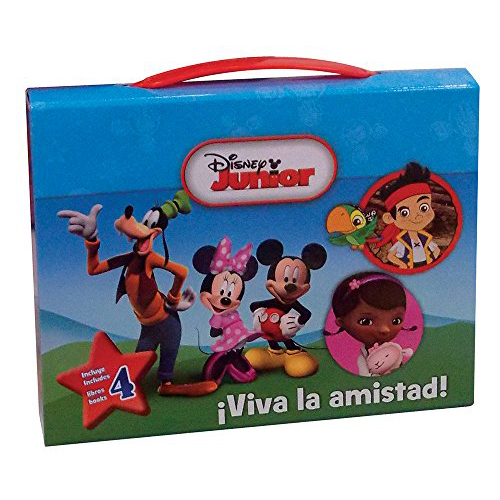 Disney
Junior
Incluye
Includes
4
libros
books
¡Viva la amistad!